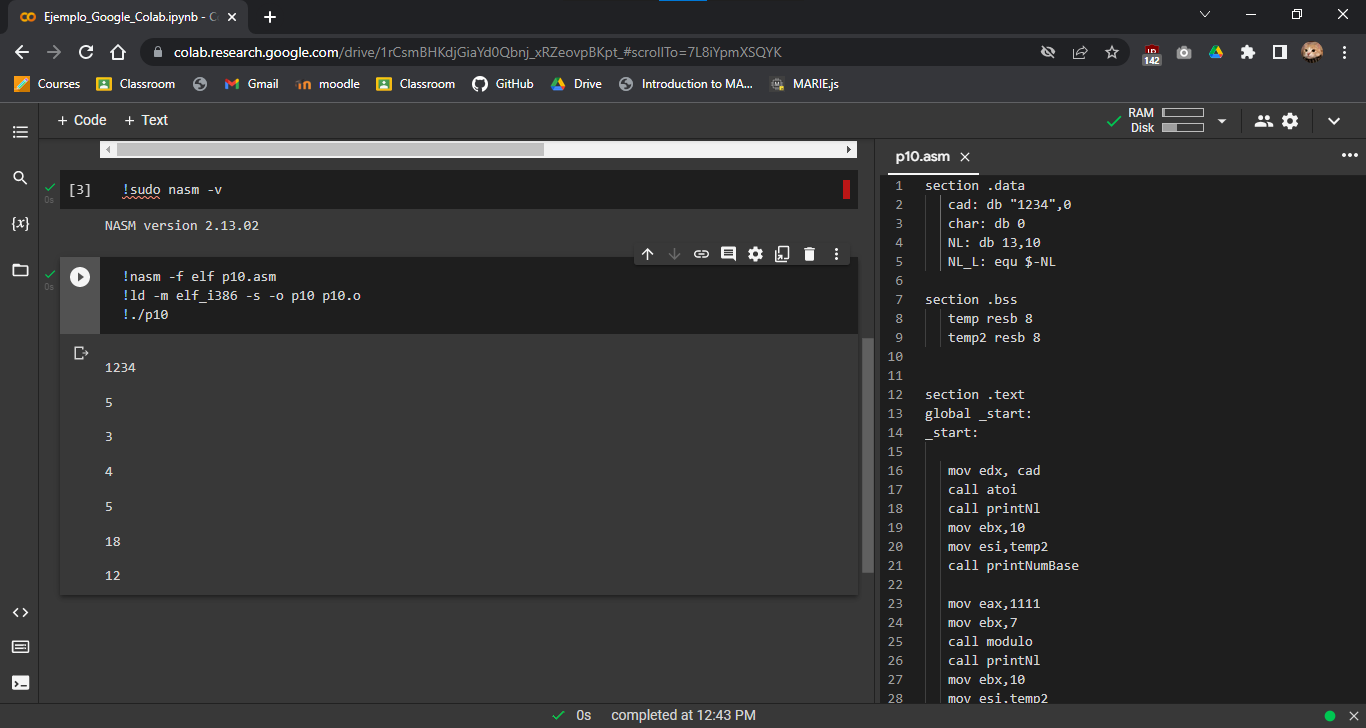 Ejemplo_Google_Colab.ipynb - C
colab.research.google.com/drive/1rCsmBHKdjGiaYd0Qbnj_xRZeovpBKpt_#scrollTo=7L8iYpmXSQYK
142
Courses Classroom Gmail moodle Classroom GitHub Drive Introduction to MA... MARIE.js
+ Code + Text
RAM
Disk
[3] !sudo nasm -v
0s
NASM version 2.13.02
0s
!nasm -f elf p10.asm
!ld -m elf_i386 -s -o p10 p10.o
!./p10
1234
5
3
4
5
18
12
p10.asm
1 section .data
2 cad: db "1234",0
3 char: db 0
4 NL: db 13,10
5 NL_L: equ $-NL
6
7 section .bss
8 temp resb 8
9 temp2 resb 8
10
11
12 section .text
13 global _start:
14 _start:
15
16 mov edx, cad
17 call atoi
18 call printNl
19 mov ebx,10
20 mov esi,temp2
21 call printNumBase
22
23 mov eax,1111
24 mov ebx,7
25 call modulo
26 call printNl
27 mov ebx,10
28 mov esi,temp2
0s completed at 12:43 PM